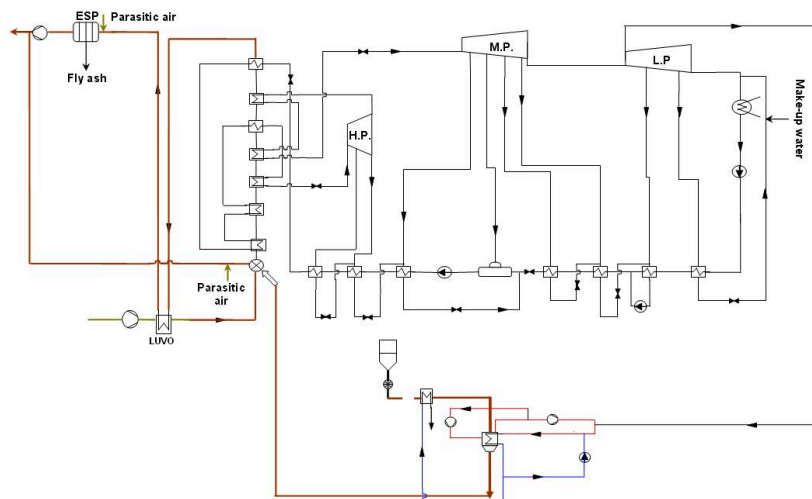 ESP
Parasitic air
Fly ash
M.P.
L.P
H.P.
Make-up water
Parasitic
air
LUVO